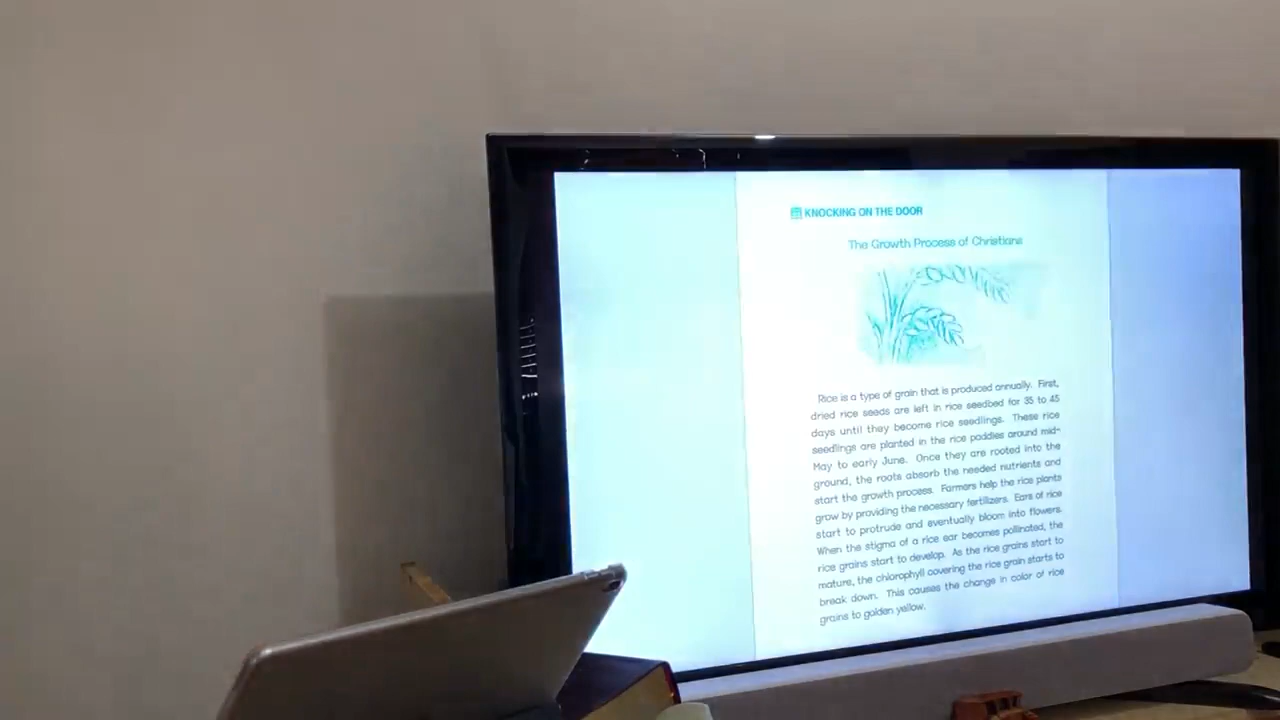 KNOCKING ON THE DOOR
The Growth Process of Christians
Rice is a type of grain that is produced annually. First,
dried rice seeds are left in rice seedbed for 35 to 45
days until they become rice seedlings. These rice
seedlings are planted in the rice paddies around mid-
May to early June. Once they are rooted into the
ground, the roots absorb the needed nutrients and
start the growth process. Farmers help the rice plants
grow by providing the necessary fertilizers. Ears of rice
start to protrude and eventually bloom into flowers.
When the stigma of a rice ear becomes pollinated, the
rice grains start to develop. As the rice grains start to
mature, the chlorophyll covering the rice grain starts to
break down. This causes the change in color of rice
grains to golden yellow.